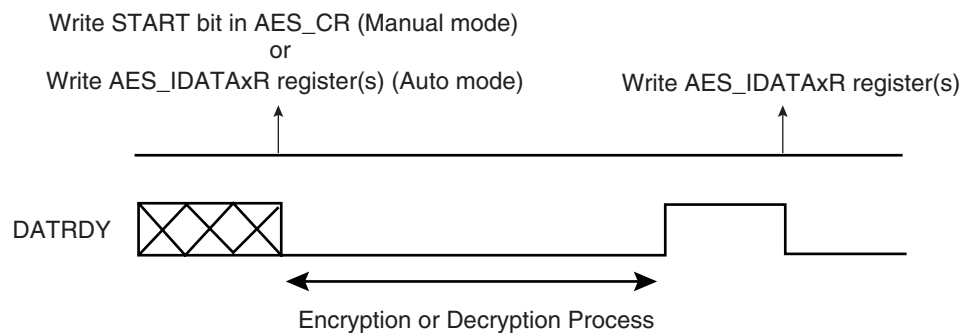 Write START bit in AES_CR (Manual mode)
or
Write AES_IDATAxR register(s) (Auto mode)
Write AES_IDATAxR register(s)
DATRDY
Encryption or Decryption Process